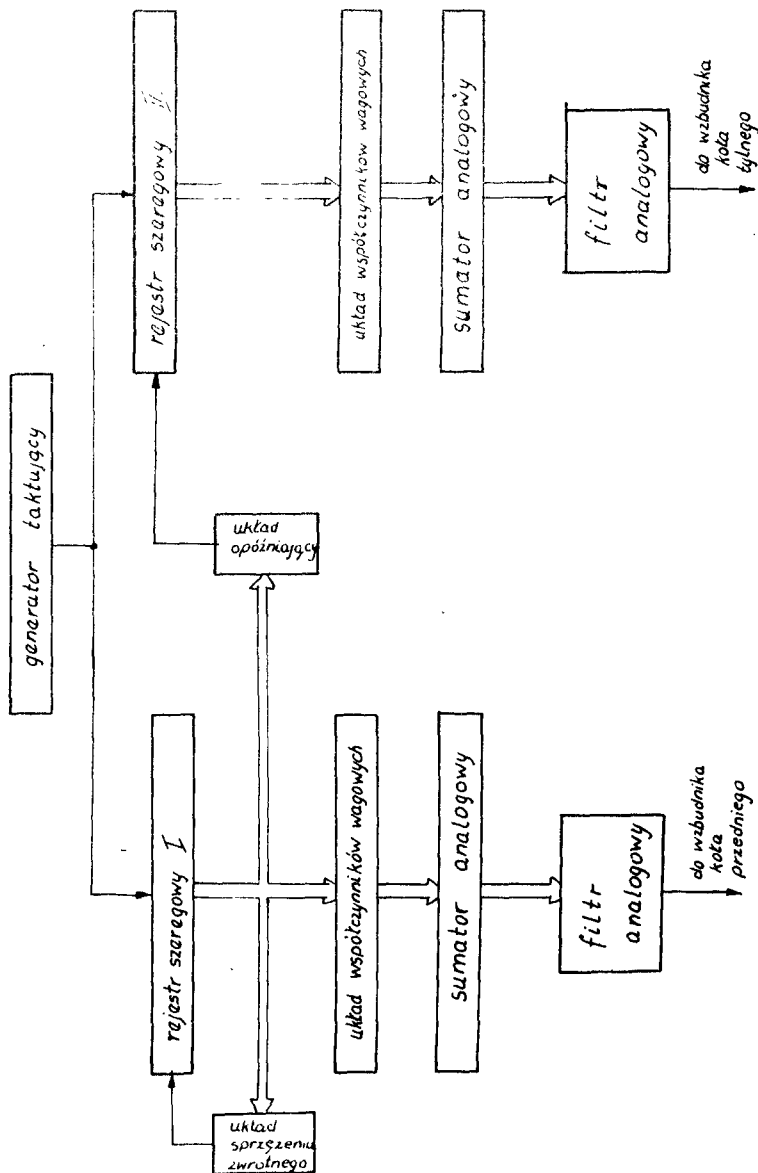 generator taktujący
rejestr szeregowy I
rejestr szeregowy II
układ
sprzężenia
zwrotnego
układ
opóźniający
układ współczynników wagowych
układ współczynników wagowych
sumator analogowy
sumator analogowy
filtr
analogowy
filtr
analogowy
do wzbudnika
koła
przedniego
do wzbudnika
koła
tylnego